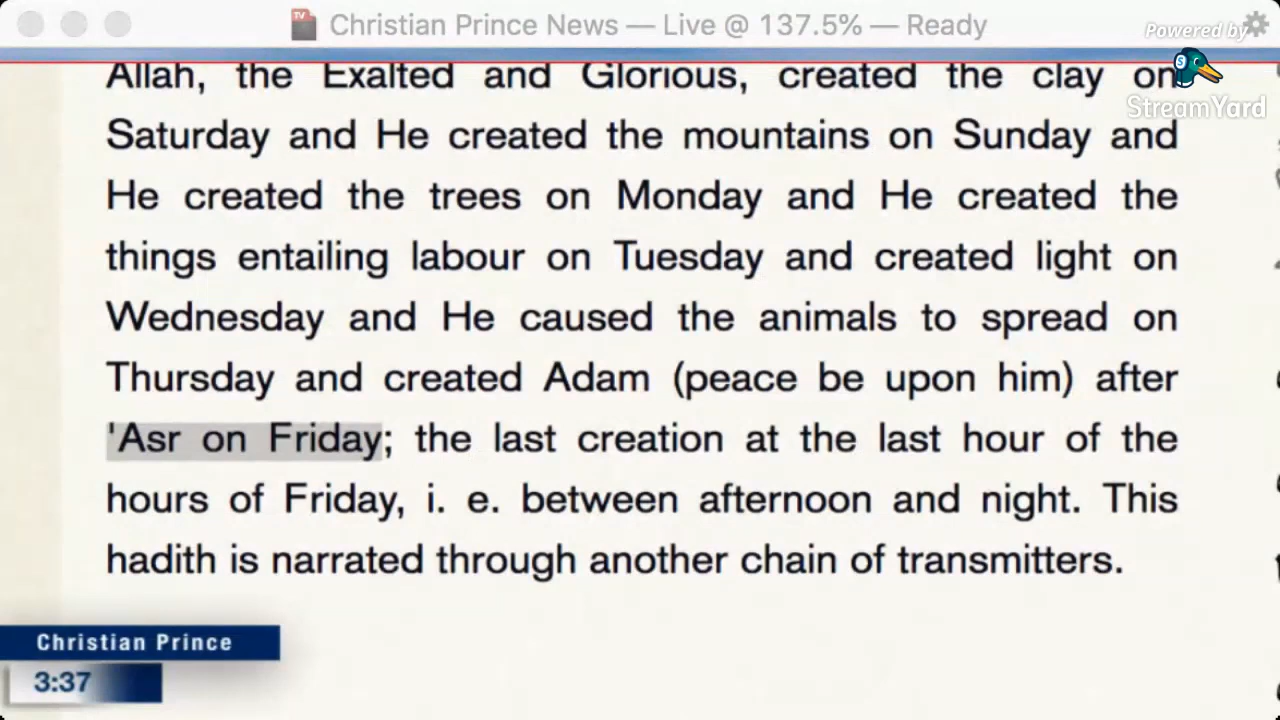 Christian Prince News — Live @ 137.5% — Ready
Powered by
StreamYard
Allah, the Exalted and Glorious, created the clay on
Saturday and He created the mountains on Sunday and
He created the trees on Monday and He created the
things entailing labour on Tuesday and created light on
Wednesday and He caused the animals to spread on
Thursday and created Adam (peace be upon him) after
'Asr on Friday; the last creation at the last hour of the
hours of Friday, i. e. between afternoon and night. This
hadith is narrated through another chain of transmitters.
Christian Prince
3:37